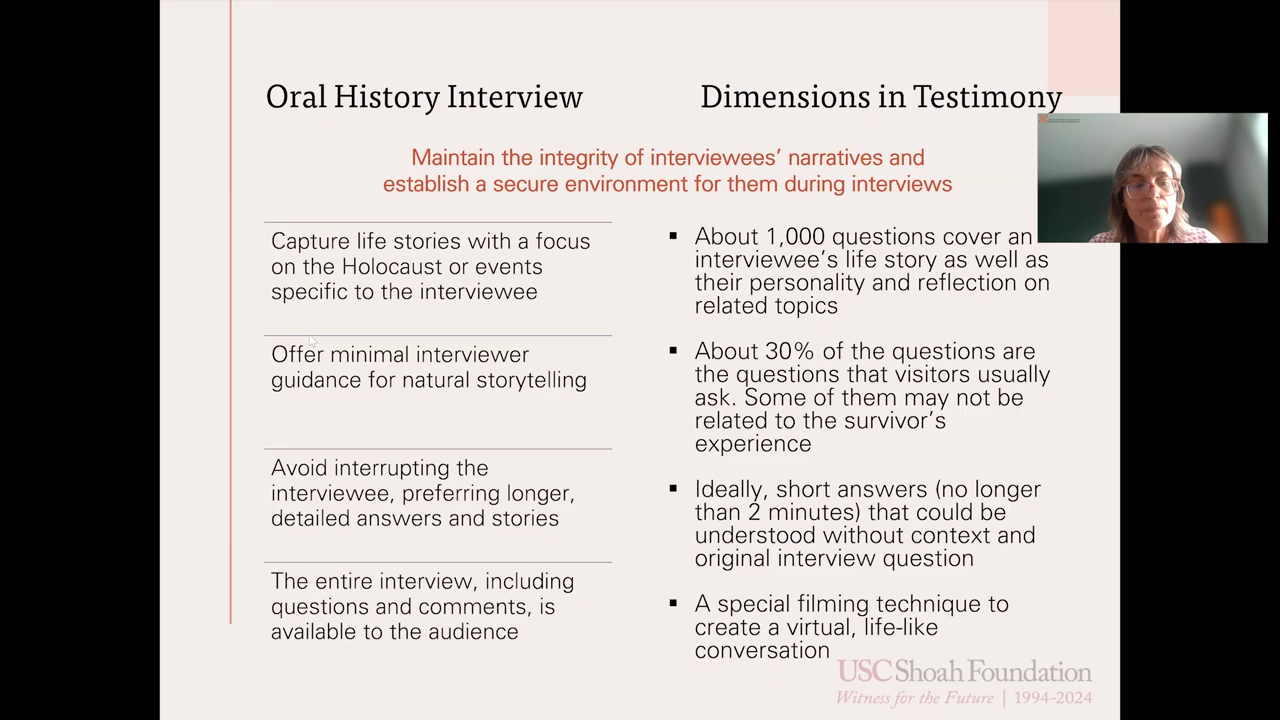 Oral History Interview
Dimensions in Testimony
Maintain the integrity of interviewees’ narratives and
establish a secure environment for them during interviews
Capture life stories with a focus
on the Holocaust or events
specific to the interviewee
Offer minimal interviewer
guidance for natural storytelling
Avoid interrupting the
interviewee, preferring longer,
detailed answers and stories
The entire interview, including
questions and comments, is
available to the audience
▪ About 1,000 questions cover an
interviewee’s life story as well as
their personality and reflection on
related topics
▪ About 30% of the questions are
the questions that visitors usually
ask. Some of them may not be
related to the survivor’s
experience
▪ Ideally, short answers (no longer
than 2 minutes) that could be
understood without context and
original interview question
▪ A special filming technique to
create a virtual, life-like
conversation
USC Shoah Foundation
Witness for the Future | 1994-2024